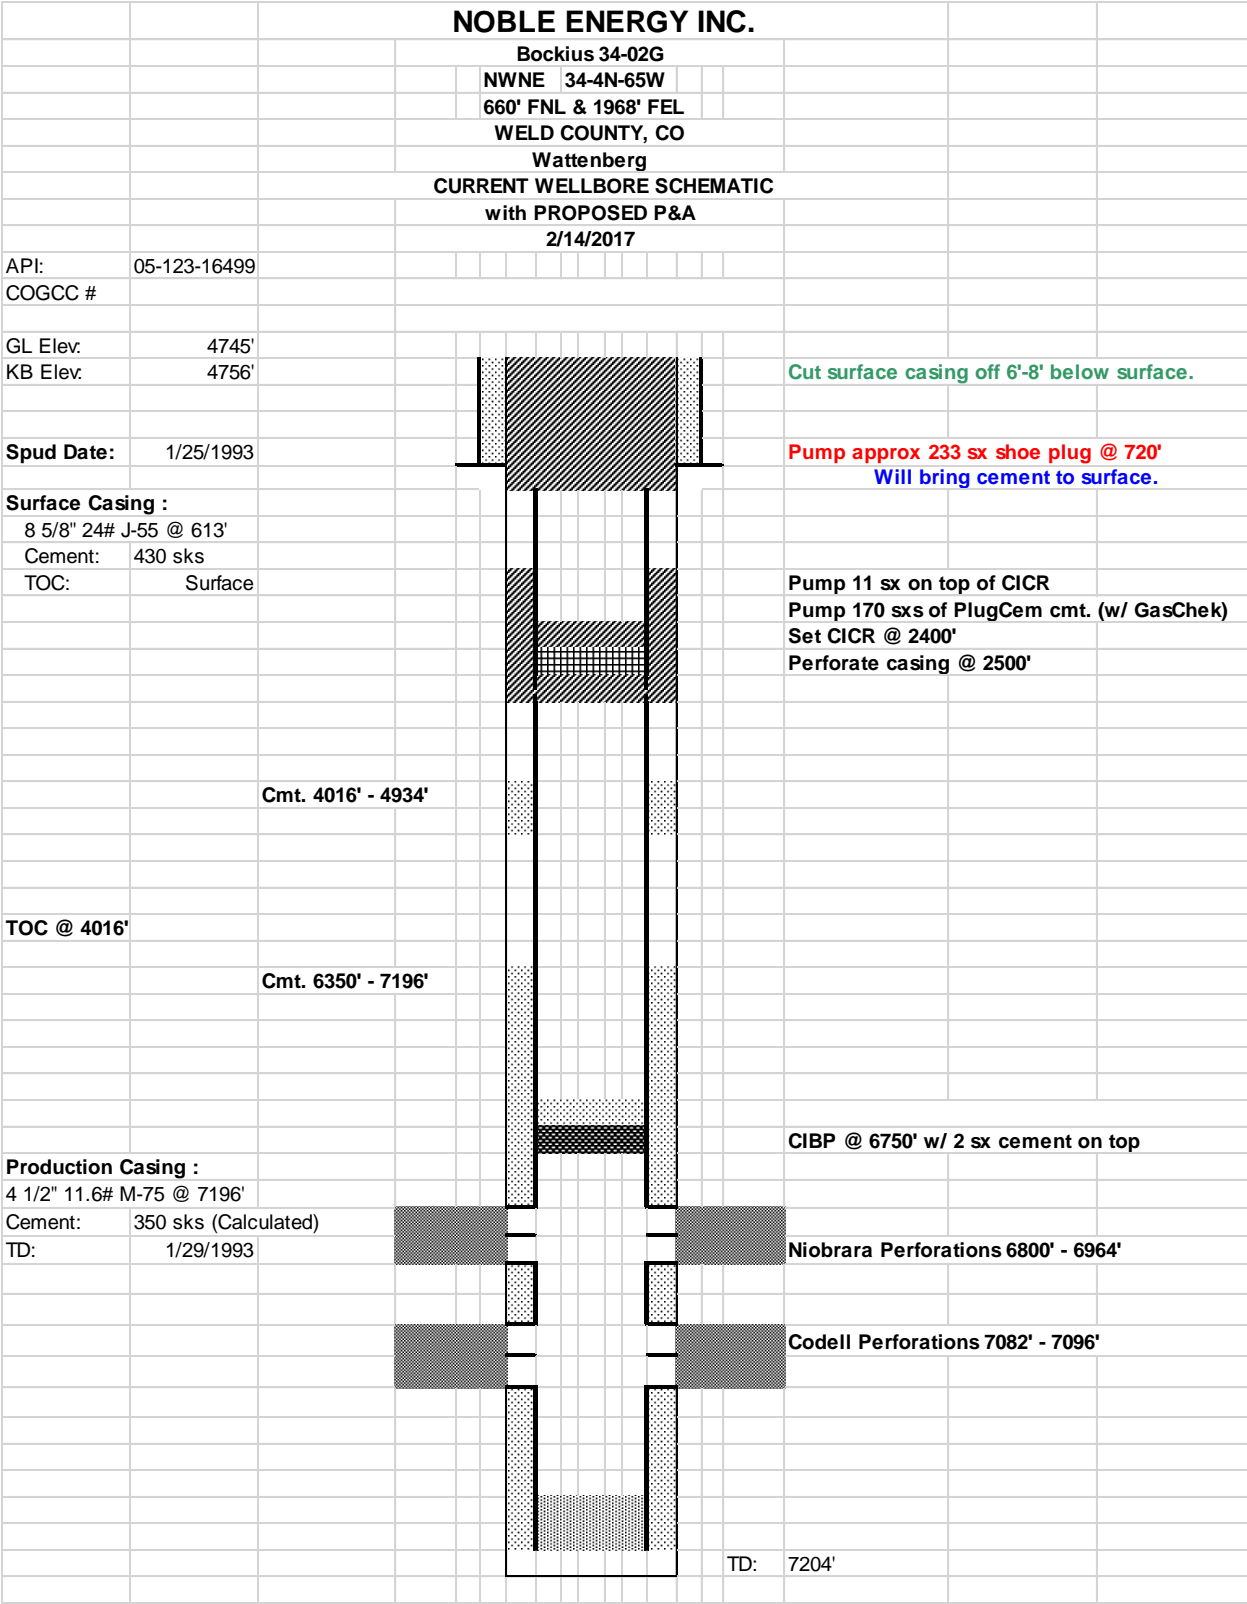 NOBLE ENERGY INC.
Bockius 34-02G
NWNE 34-4N-65W
660' FNL & 1968' FEL
WELD COUNTY, CO
Wattenberg
CURRENT WELLBORE SCHEMATIC
with PROPOSED P&A
2/14/2017
API: 05-123-16499
COGCC #
GL Elev: 4745'
KB Elev: 4756'
Cut surface casing off 6'-8' below surface.
Spud Date: 1/25/1993
Pump approx 233 sx shoe plug @ 720'
Will bring cement to surface.
Surface Casing :
8 5/8" 24# J-55 @ 613'
Cement: 430 sks
TOC: Surface
Pump 11 sx on top of CICR
Pump 170 sxs of PlugCem cmt. (w/ GasChek)
Set CICR @ 2400'
Perforate casing @ 2500'
Cmt. 4016' - 4934'
TOC @ 4016'
Cmt. 6350' - 7196'
CIBP @ 6750' w/ 2 sx cement on top
Production Casing :
4 1/2" 11.6# M-75 @ 7196'
Cement: 350 sks (Calculated)
TD: 1/29/1993
Niobrara Perforations 6800' - 6964'
Codell Perforations 7082' - 7096'
TD: 7204'